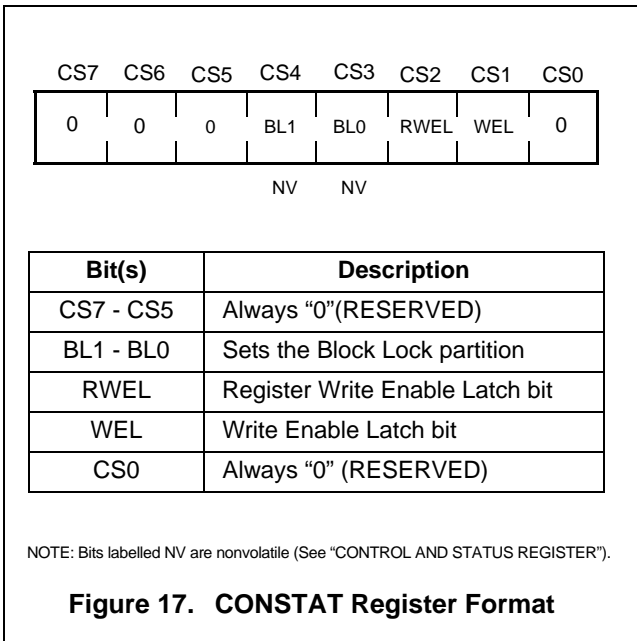 CS7 CS6 CS5 CS4 CS3 CS2 CS1 CS0
0 0 0 BL1 BL0 RWEL WEL 0
NV NV
Bit(s) Description
CS7 - CS5 Always “0”(RESERVED)
BL1 - BL0 Sets the Block Lock partition
RWEL Register Write Enable Latch bit
WEL Write Enable Latch bit
CS0 Always “0” (RESERVED)
NOTE: Bits labelled NV are nonvolatile (See “CONTROL AND STATUS REGISTER”).
Figure 17. CONSTAT Register Format